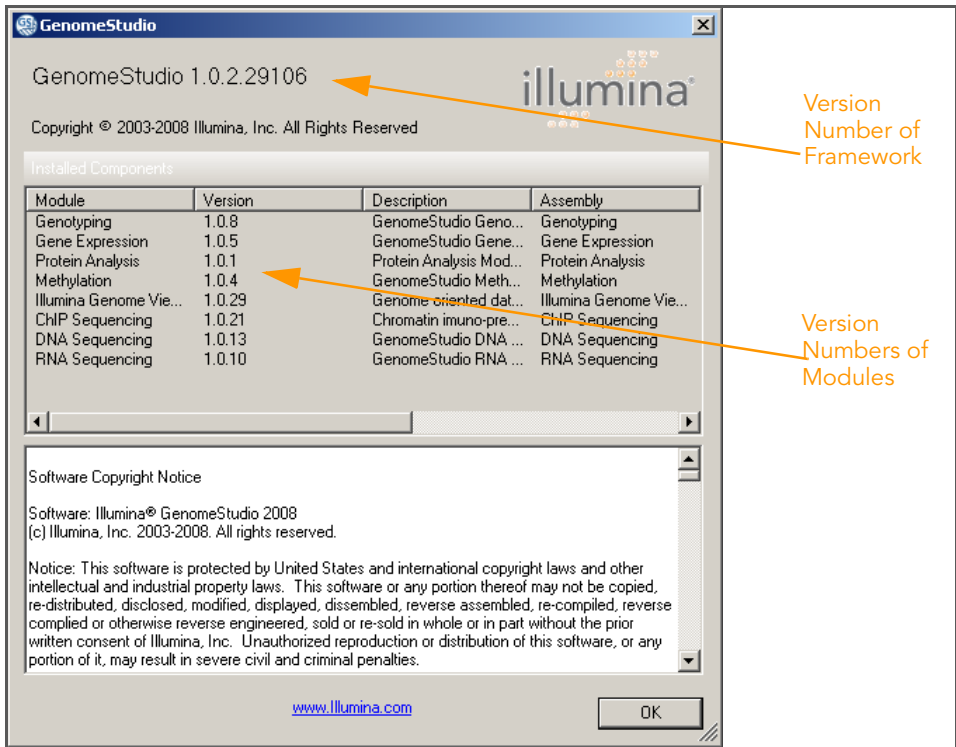 GenomeStudio
GenomeStudio 1.0.2.29106
illumina®
Copyright © 2003-2008 Illumina, Inc. All Rights Reserved
Version
Number of
Framework
Installed Components
Module Version Description Assembly
Genotyping 1.0.8 GenomeStudio Geno... Genotyping
Gene Expression 1.0.5 GenomeStudio Gene... Gene Expression
Protein Analysis 1.0.1 Protein Analysis Mod... Protein Analysis
Methylation 1.0.4 GenomeStudio Meth... Methylation
Illumina Genome Vie... 1.0.29 Genome oriented dat... Illumina Genome Vie...
ChIP Sequencing 1.0.21 Chromatin imuno-pre... ChIP Sequencing
DNA Sequencing 1.0.13 GenomeStudio DNA ... DNA Sequencing
RNA Sequencing 1.0.10 GenomeStudio RNA ... RNA Sequencing
Version
Numbers of
Modules
Software Copyright Notice
Software: Illumina® GenomeStudio 2008
(c) Illumina, Inc. 2003-2008. All rights reserved.
Notice: This software is protected by United States and international copyright laws and other
intellectual and industrial property laws. This software or any portion thereof may not be copied,
re-distributed, disclosed, modified, displayed, dissembled, reverse assembled, re-compiled, reverse
complied or otherwise reverse engineered, sold or re-sold in whole or in part without the prior
written consent of Illumina, Inc. Unauthorized reproduction or distribution of this software, or any
portion of it, may result in severe civil and criminal penalties.
www.Illumina.com
OK